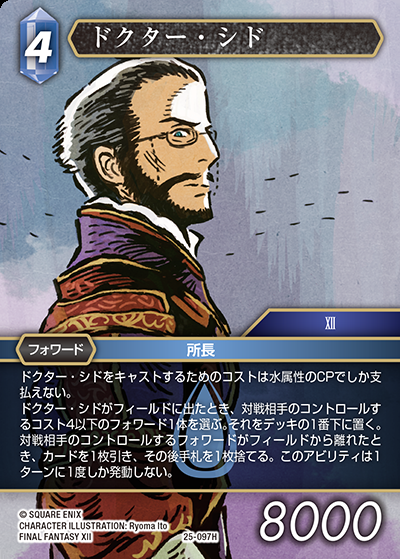 4
ドクター・シド
XII
フォワード
所長
ドクター・シドをキャストするためのコストは水属性のCPでしか支
払えない。
ドクター・シドがフィールドに出たとき、対戦相手のコントロールす
るコスト4以下のフォワード1体を選ぶ。それをデッキの1番下に置く。
対戦相手のコントロールするフォワードがフィールドから離れたと
き、カードを1枚引き、その後手札を1枚捨てる。このアビリティは1
ターンに1度しか発動しない。
© SQUARE ENIX
CHARACTER ILLUSTRATION: Ryoma Ito
FINAL FANTASY XII
25-097H
8000